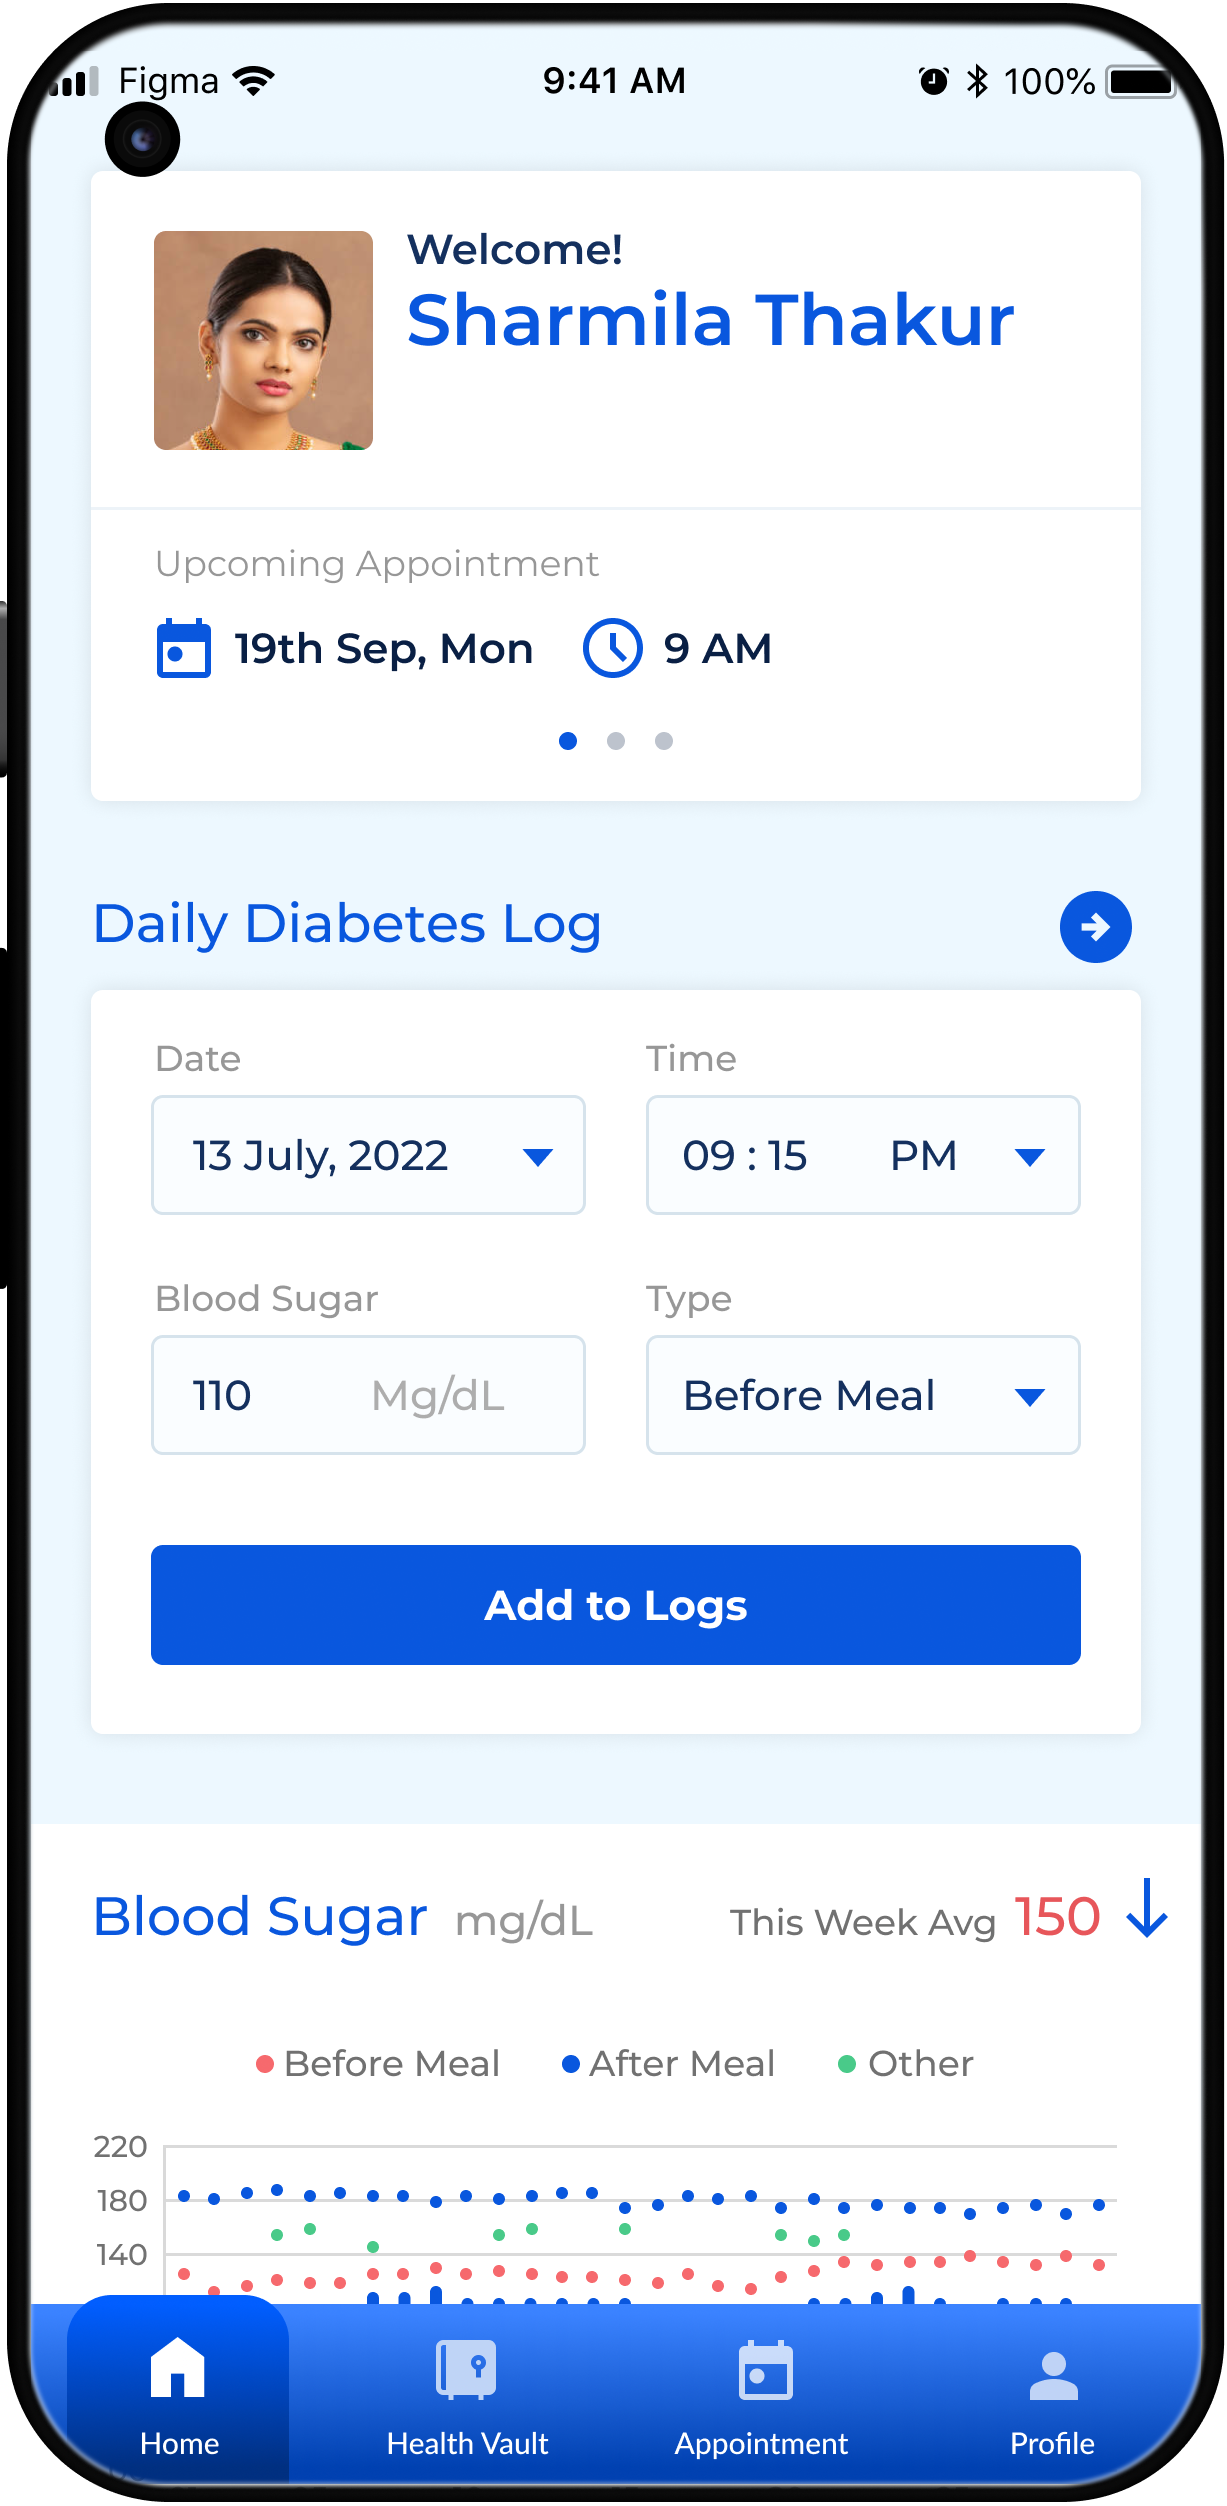 Figma 9:41 AM 100%
Welcome!
Sharmila Thakur
Upcoming Appointment
19th Sep, Mon 9 AM
Daily Diabetes Log
Date Time
13 July, 2022 09 : 15 PM
Blood Sugar Type
110 Mg/dL Before Meal
Add to Logs
Blood Sugar mg/dL This Week Avg 150
Before Meal After Meal Other
220
180
140
Home Health Vault Appointment Profile